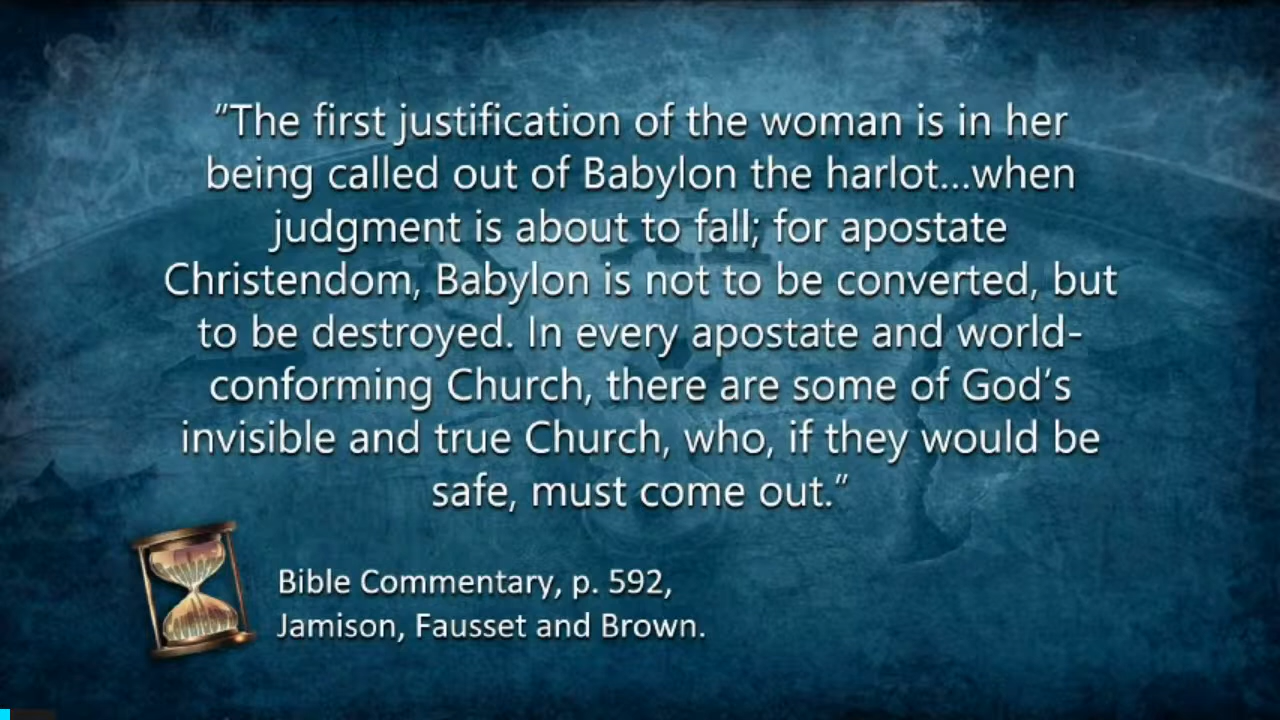 "The first justification of the woman is in her
being called out of Babylon the harlot...when
judgment is about to fall; for apostate
Christendom, Babylon is not to be converted, but
to be destroyed. In every apostate and world-
conforming Church, there are some of God's
invisible and true Church, who, if they would be
safe, must come out."
Bible Commentary, p. 592,
Jamison, Fausset and Brown.